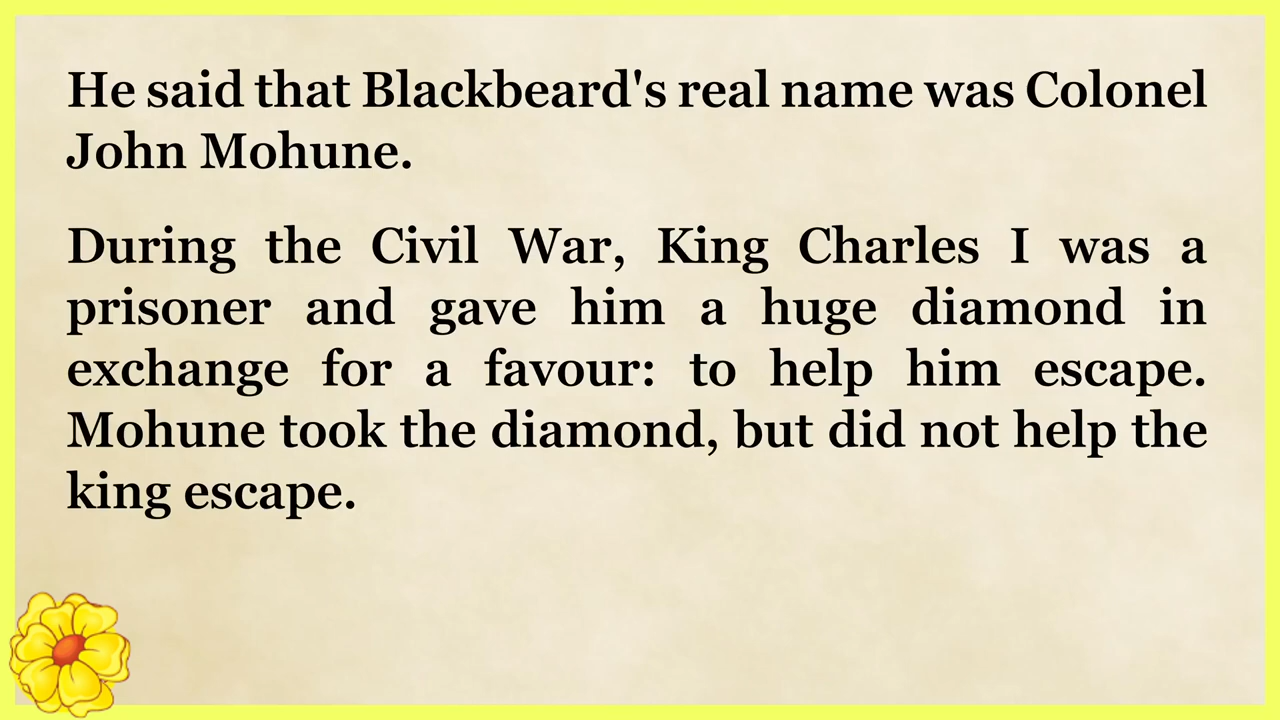 He said that Blackbeard's real name was Colonel
John Mohune.
During the Civil War, King Charles I was a
prisoner and gave him a huge diamond in
exchange for a favour: to help him escape.
Mohune took the diamond, but did not help the
king escape.